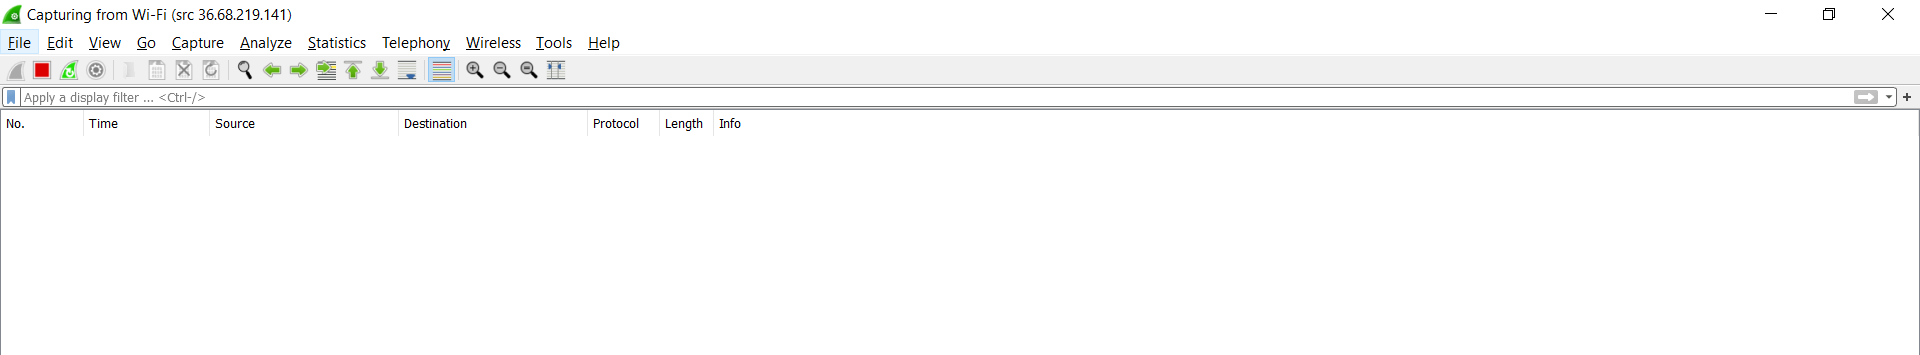 Capturing from Wi-Fi (src 36.68.219.141)
File Edit View Go Capture Analyze Statistics Telephony Wireless Tools Help
Apply a display filter ... <Ctrl-/>
No. Time Source Destination Protocol Length Info